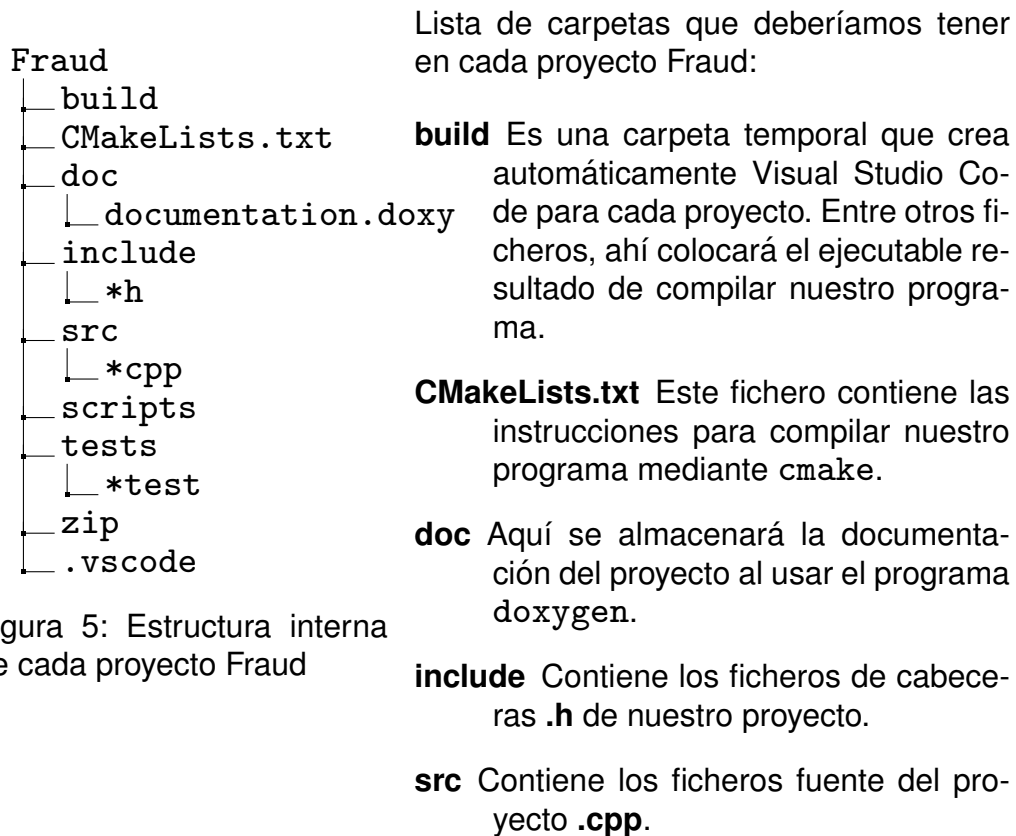 Fraud
build
CMakeLists.txt
doc
documentation.doxy
include
*h
src
*cpp
scripts
tests
*test
zip
.vscode
gura 5: Estructura interna
e cada proyecto Fraud
Lista de carpetas que deberíamos tener
en cada proyecto Fraud:
build Es una carpeta temporal que crea
automáticamente Visual Studio Co-
de para cada proyecto. Entre otros fi-
cheros, ahí colocará el ejecutable re-
sultado de compilar nuestro progra-
ma.
CMakeLists.txt Este fichero contiene las
instrucciones para compilar nuestro
programa mediante cmake.
doc Aquí se almacenará la documenta-
ción del proyecto al usar el programa
doxygen.
include Contiene los ficheros de cabece-
ras .h de nuestro proyecto.
src Contiene los ficheros fuente del pro-
yecto .cpp.